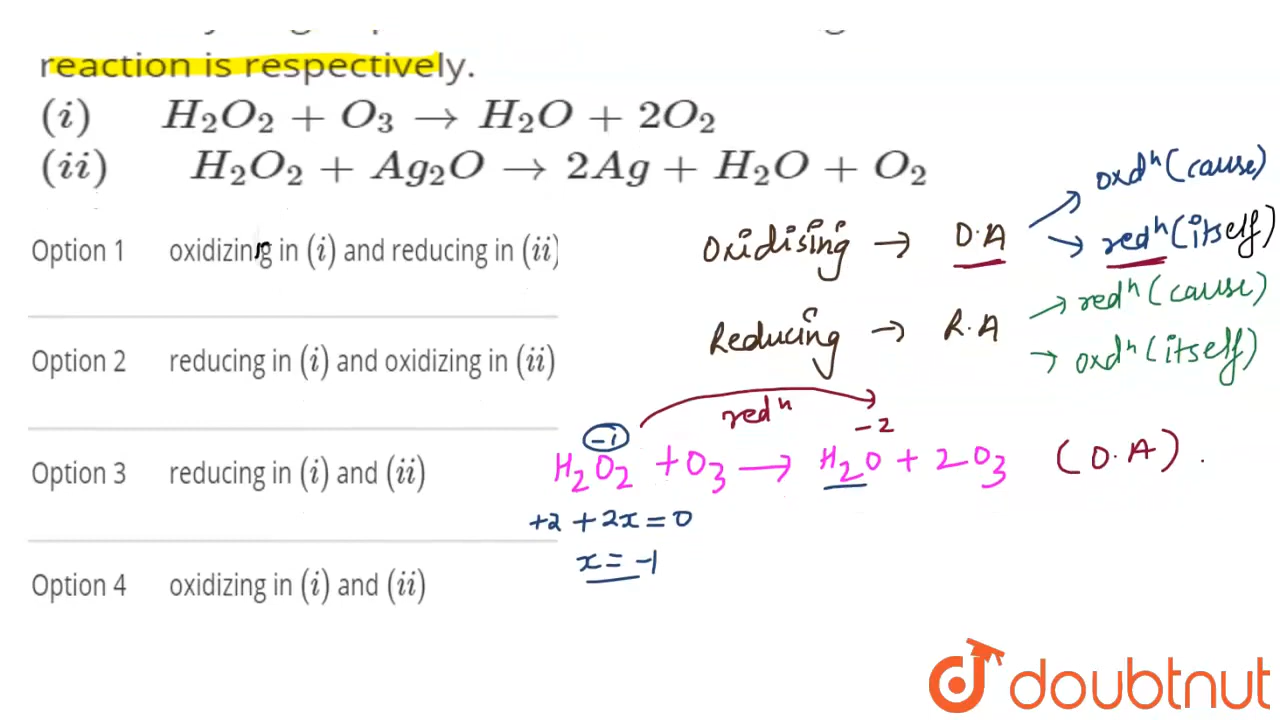 reaction is respectively.
(i) H₂O₂ + O₃ → H₂O + 2O₂
(ii) H₂O₂ + Ag₂O → 2Ag + H₂O + O₂
Option 1 oxidizing in (i) and reducing in (ii)
Option 2 reducing in (i) and oxidizing in (ii)
Option 3 reducing in (i) and (ii)
Option 4 oxidizing in (i) and (ii)
oxdⁿ (cause)
Oxidising → O.A
redⁿ (itself)
redⁿ (cause)
Reducing → R.A
oxdⁿ (itself)
redⁿ
-1 -2
H₂O₂ + O₃ → H₂O + 2O₃ (O.A).
+2 + 2x = 0
x = -1
doubtnut